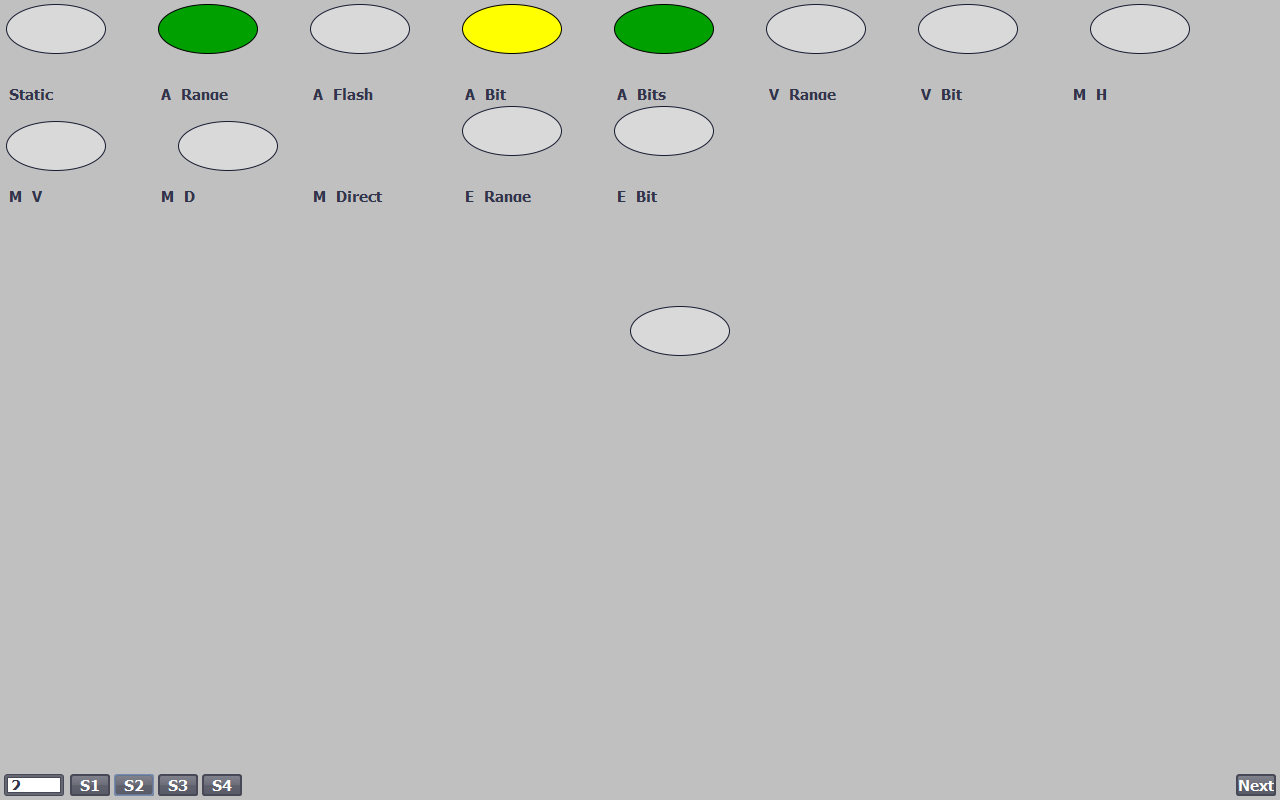 Static A Range A Flash A Bit A Bits V Range V Bit M H
M V M D M Direct E Range E Bit
2 S1 S2 S3 S4 Next